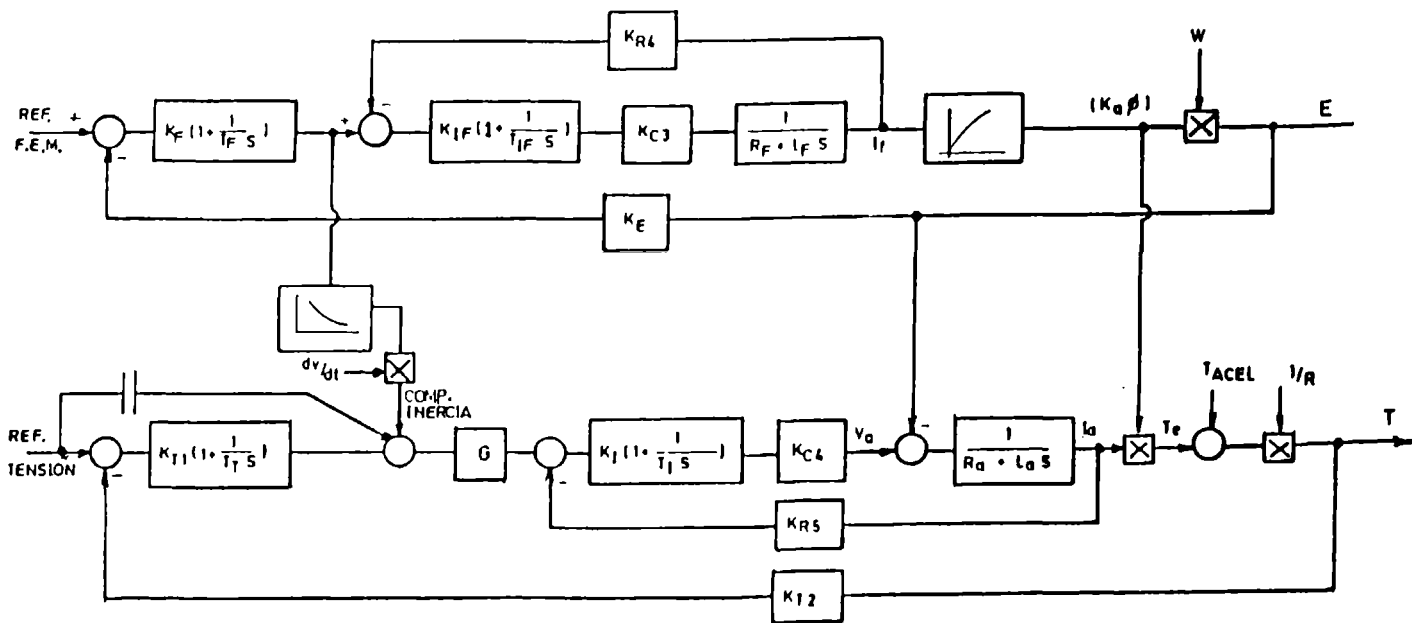 K_R4
W
REF.
F.E.M.
+
-
K_F (1 + 1/(T_F S))
+
-
K_IF (1 + 1/(T_IF S))
K_C3
1/(R_F + L_F S)
I_f
(K_a ϕ)
E
K_E
dv/dt
COMP.
INERCIA
REF.
TENSIÓN
-
K_T1 (1 + 1/(T_T S))
G
-
K_I (1 + 1/(T_I S))
K_C4
V_a
-
1/(R_a + L_a S)
I_a
T_e
T_ACEL
1/R
T
K_R5
K_T2